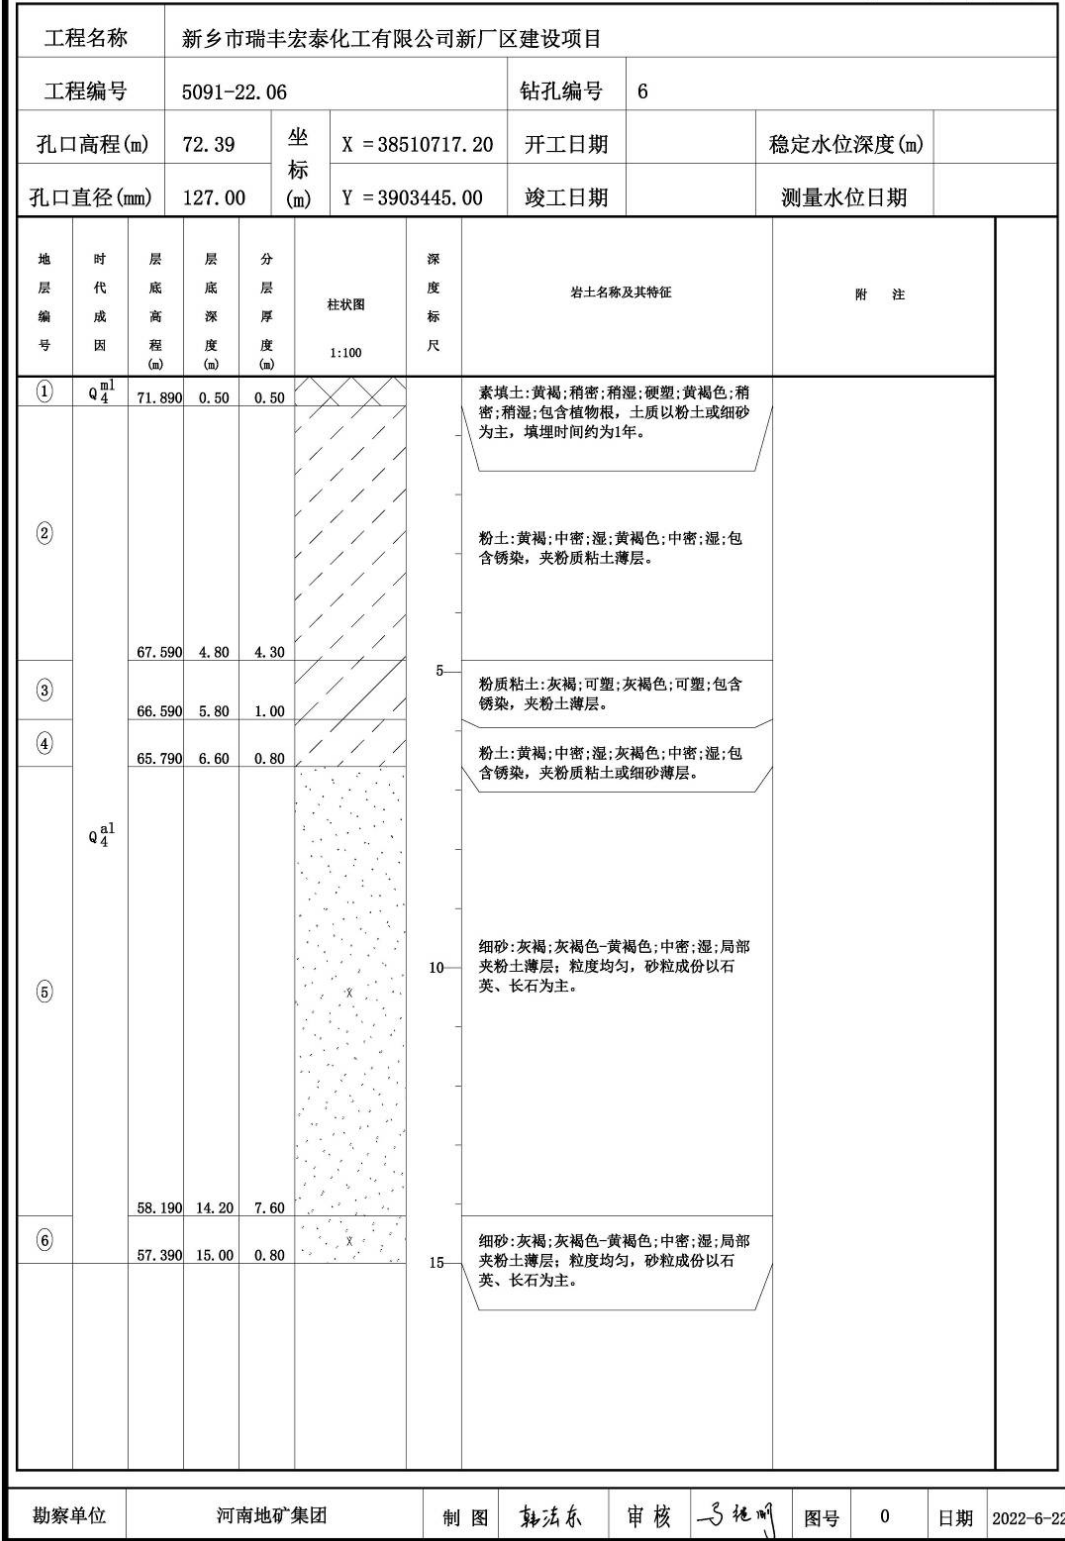 工程名称 新乡市瑞丰宏泰化工有限公司新厂区建设项目
工程编号 5091-22.06 钻孔编号 6
孔口高程(m) 72.39 坐标(m) X =38510717.20 开工日期 稳定水位深度(m)
孔口直径(mm) 127.00 Y =3903445.00 竣工日期 测量水位日期
地层编号 时代成因 层底高程(m) 层底深度(m) 分层厚度(m) 柱状图 1:100 深度标尺 岩土名称及其特征 附 注
① Q4ml 71.890 0.50 0.50
素填土:黄褐;稍密;稍湿;硬塑;黄褐色;稍
密;稍湿;包含植物根，土质以粉土或细砂
为主，填埋时间约为1年。
② 67.590 4.80 4.30
粉土:黄褐;中密;湿;黄褐色;中密;湿;包
含锈染，夹粉质粘土薄层。
5
③ 66.590 5.80 1.00
粉质粘土:灰褐;可塑;灰褐色;可塑;包含
锈染，夹粉土薄层。
④ 65.790 6.60 0.80
粉土:黄褐;中密;湿;灰褐色;中密;湿;包
含锈染，夹粉质粘土或细砂薄层。
Q4al
⑤ 58.190 14.20 7.60
细砂:灰褐;灰褐色-黄褐色;中密;湿;局部
夹粉土薄层；粒度均匀，砂粒成份以石
英、长石为主。
10
⑥ 57.390 15.00 0.80
细砂:灰褐;灰褐色-黄褐色;中密;湿;局部
夹粉土薄层；粒度均匀，砂粒成份以石
英、长石为主。
15
勘察单位 河南地矿集团 制 图 韩法东 审 核 图号 0 日期 2022-6-22